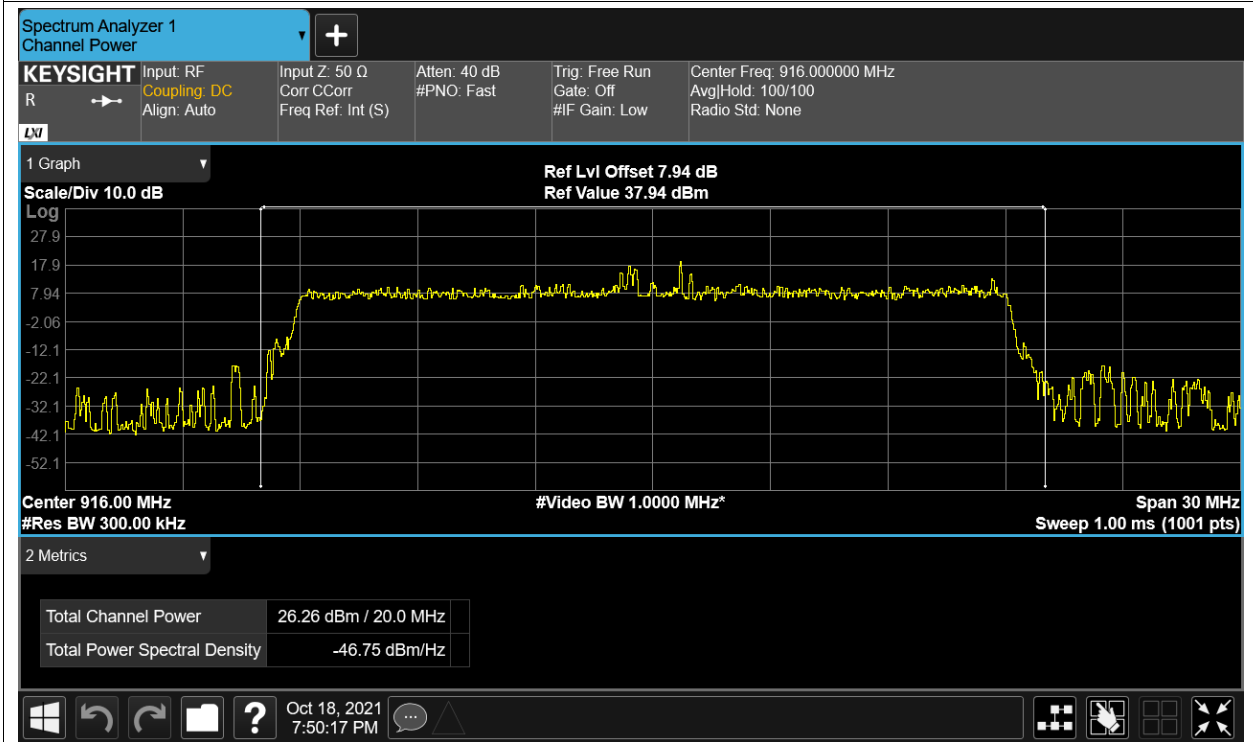 Spectrum Analyzer 1
Channel Power
KEYSIGHT
R
LXI
Input: RF
Coupling: DC
Align: Auto
Input Z: 50 Ω
Corr CCorr
Freq Ref: Int (S)
Atten: 40 dB
#PNO: Fast
Trig: Free Run
Gate: Off
#IF Gain: Low
Center Freq: 916.000000 MHz
Avg|Hold: 100/100
Radio Std: None
1 Graph
Scale/Div 10.0 dB
Ref Lvl Offset 7.94 dB
Ref Value 37.94 dBm
Log
27.9
17.9
7.94
-2.06
-12.1
-22.1
-32.1
-42.1
-52.1
Center 916.00 MHz
#Video BW 1.0000 MHz*
Span 30 MHz
#Res BW 300.00 kHz
Sweep 1.00 ms (1001 pts)
2 Metrics
Total Channel Power 26.26 dBm / 20.0 MHz
Total Power Spectral Density -46.75 dBm/Hz
?
Oct 18, 2021
7:50:17 PM